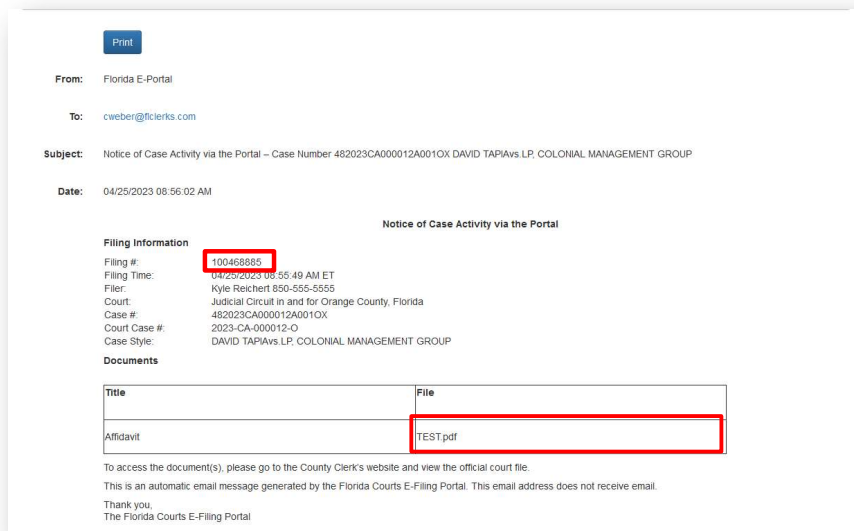 Print
From: Florida E-Portal
To: cweber@flclerks.com
Subject: Notice of Case Activity via the Portal – Case Number 482023CA000012A001OX DAVID TAPIAvs.LP, COLONIAL MANAGEMENT GROUP
Date: 04/25/2023 08:56:02 AM
Notice of Case Activity via the Portal
Filing Information
Filing #: 100468885
Filing Time: 04/25/2023 08:55:49 AM ET
Filer: Kyle Reichert 850-555-5555
Court: Judicial Circuit in and for Orange County, Florida
Case #: 482023CA000012A001OX
Court Case #: 2023-CA-000012-O
Case Style: DAVID TAPIAvs.LP, COLONIAL MANAGEMENT GROUP
Documents
Title File
Affidavit TEST.pdf
To access the document(s), please go to the County Clerk's website and view the official court file.
This is an automatic email message generated by the Florida Courts E-Filing Portal. This email address does not receive email.
Thank you,
The Florida Courts E-Filing Portal